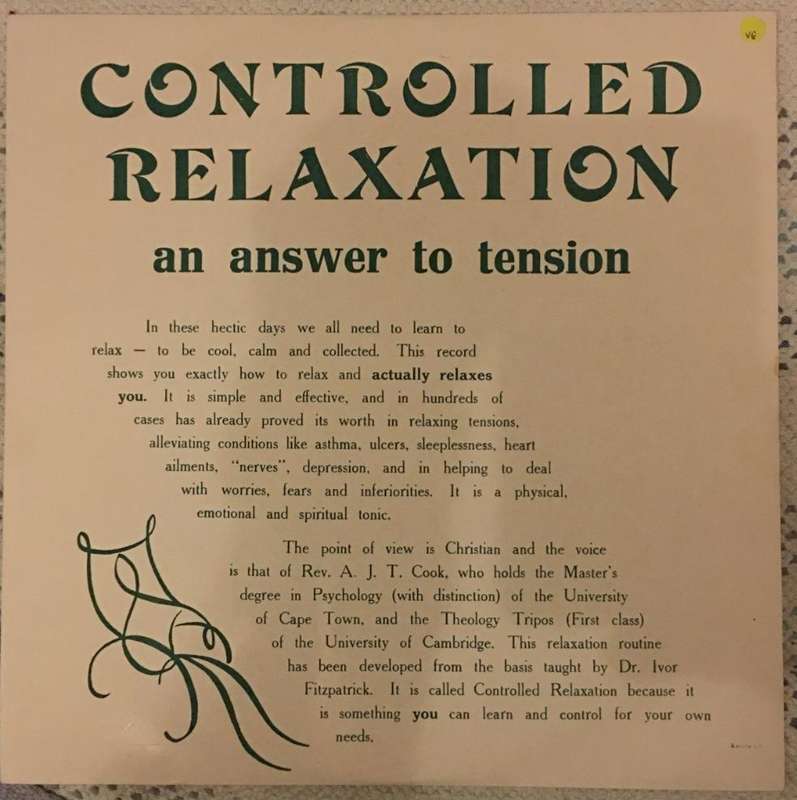 VG
CONTROLLED
RELAXATION
an answer to tension
In these hectic days we all need to learn to
relax — to be cool, calm and collected. This record
shows you exactly how to relax and actually relaxes
you. It is simple and effective, and in hundreds of
cases has already proved its worth in relaxing tensions,
alleviating conditions like asthma, ulcers, sleeplessness, heart
ailments, "nerves", depression, and in helping to deal
with worries, fears and inferiorities. It is a physical,
emotional and spiritual tonic.
The point of view is Christian and the voice
is that of Rev. A. J. T. Cook, who holds the Master's
degree in Psychology (with distinction) of the University
of Cape Town, and the Theology Tripos (First class)
of the University of Cambridge. This relaxation routine
has been developed from the basis taught by Dr. Ivor
Fitzpatrick. It is called Controlled Relaxation because it
is something you can learn and control for your own
needs.